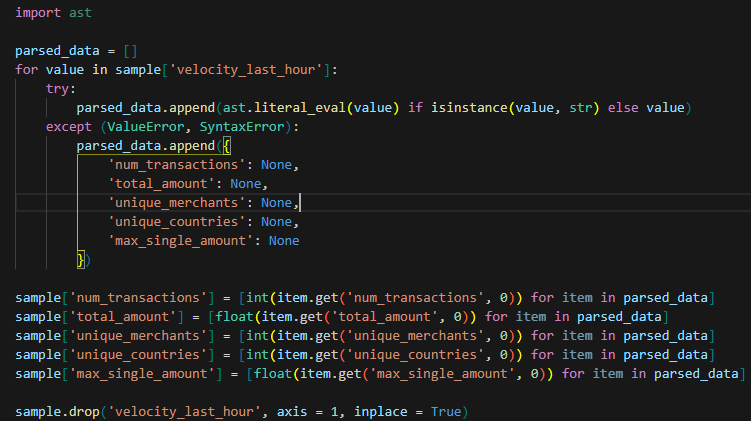 import ast

parsed_data = []
for value in sample['velocity_last_hour']:
    try:
        parsed_data.append(ast.literal_eval(value) if isinstance(value, str) else value)
    except (ValueError, SyntaxError):
        parsed_data.append({
            'num_transactions': None,
            'total_amount': None,
            'unique_merchants': None,
            'unique_countries': None,
            'max_single_amount': None
        })

sample['num_transactions'] = [int(item.get('num_transactions', 0)) for item in parsed_data]
sample['total_amount'] = [float(item.get('total_amount', 0)) for item in parsed_data]
sample['unique_merchants'] = [int(item.get('unique_merchants', 0)) for item in parsed_data]
sample['unique_countries'] = [int(item.get('unique_countries', 0)) for item in parsed_data]
sample['max_single_amount'] = [float(item.get('max_single_amount', 0)) for item in parsed_data]

sample.drop('velocity_last_hour', axis = 1, inplace = True)